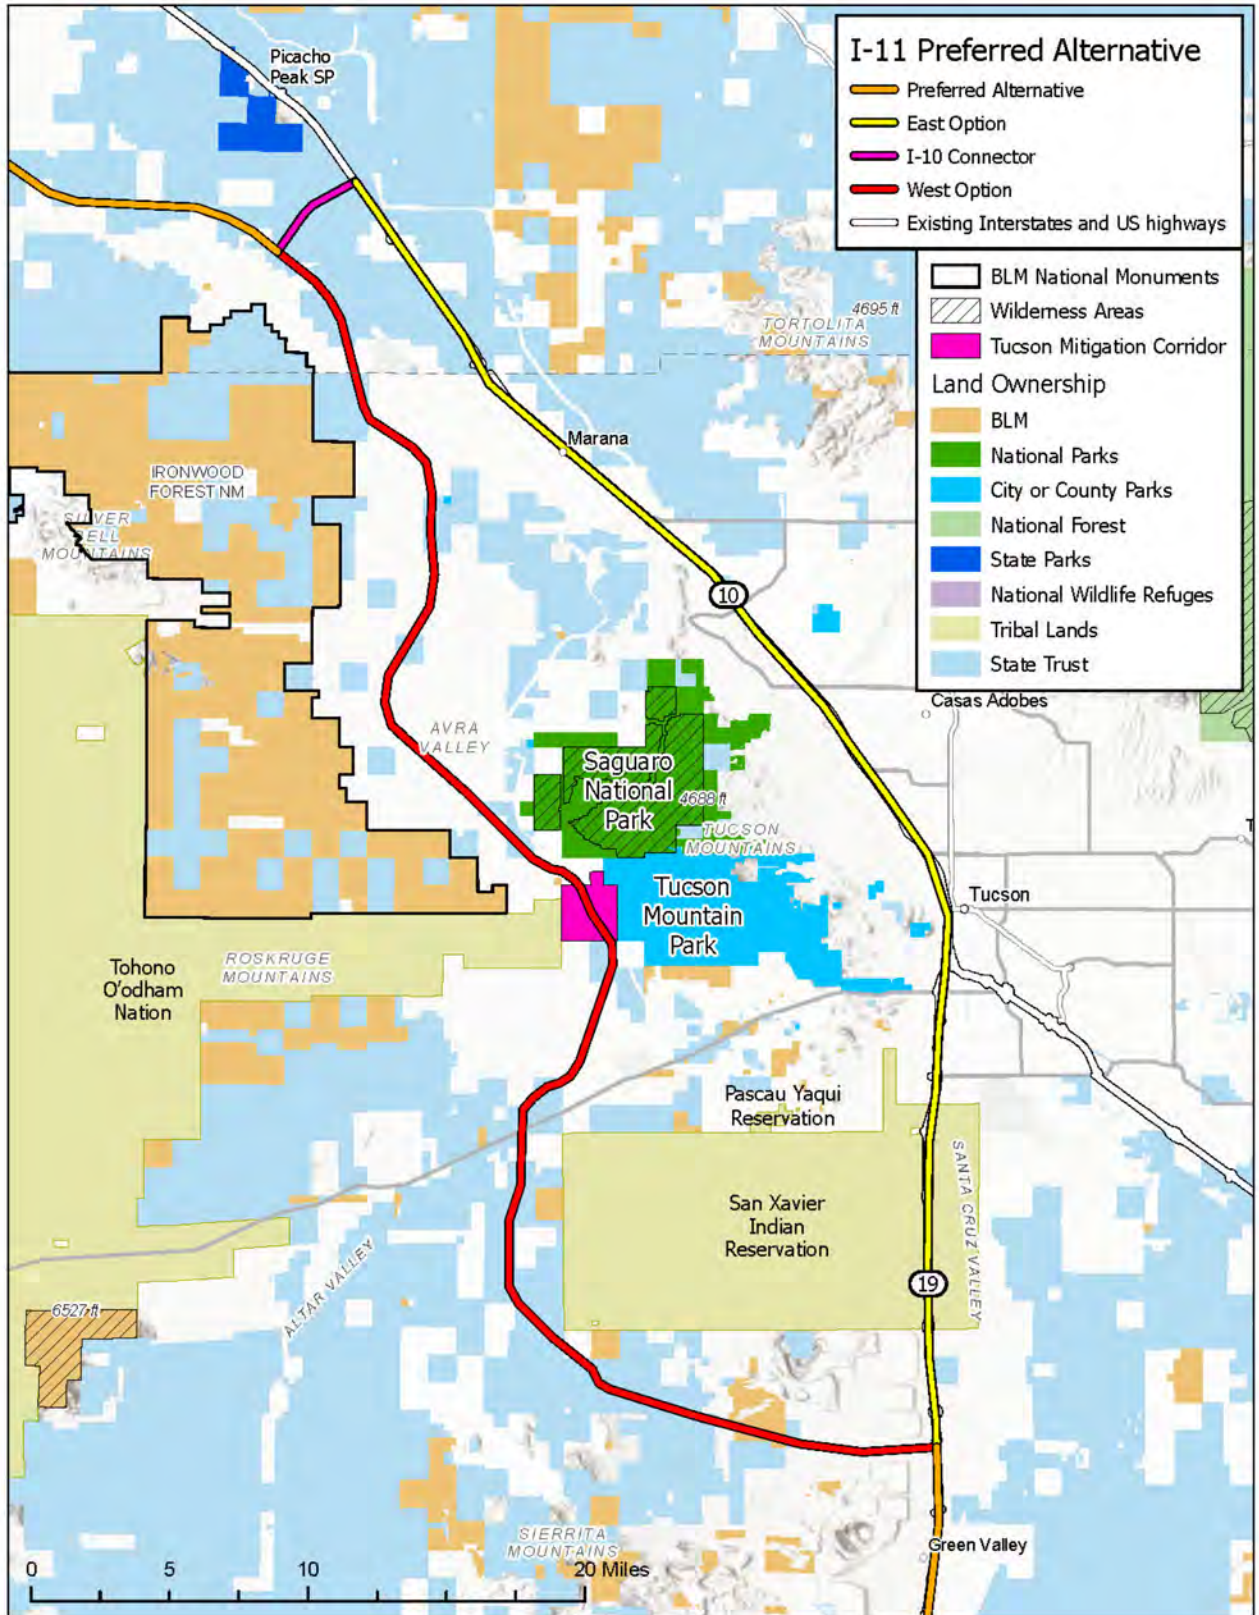 Picacho
Peak SP
I-11 Preferred Alternative
Preferred Alternative
East Option
I-10 Connector
West Option
Existing Interstates and US highways
BLM National Monuments
Wilderness Areas
Tucson Mitigation Corridor
Land Ownership
BLM
National Parks
City or County Parks
National Forest
State Parks
National Wildlife Refuges
Tribal Lands
State Trust
4695 ft
TORTOLITA
MOUNTAINS
Marana
IRONWOOD
FOREST NM
SILVER
BELL
MOUNTAINS
10
Casas Adobes
AVRA
VALLEY
Saguaro
National
Park
4688 ft
TUCSON
MOUNTAINS
T
Tucson
Mountain
Park
Tucson
Tohono
O'odham
Nation
ROSKRUGE
MOUNTAINS
Pascau Yaqui
Reservation
San Xavier
Indian
Reservation
SANTA CRUZ VALLEY
19
ALTAR VALLEY
6527 ft
SIERRITA
MOUNTAINS
Green Valley
0 5 10 20 Miles